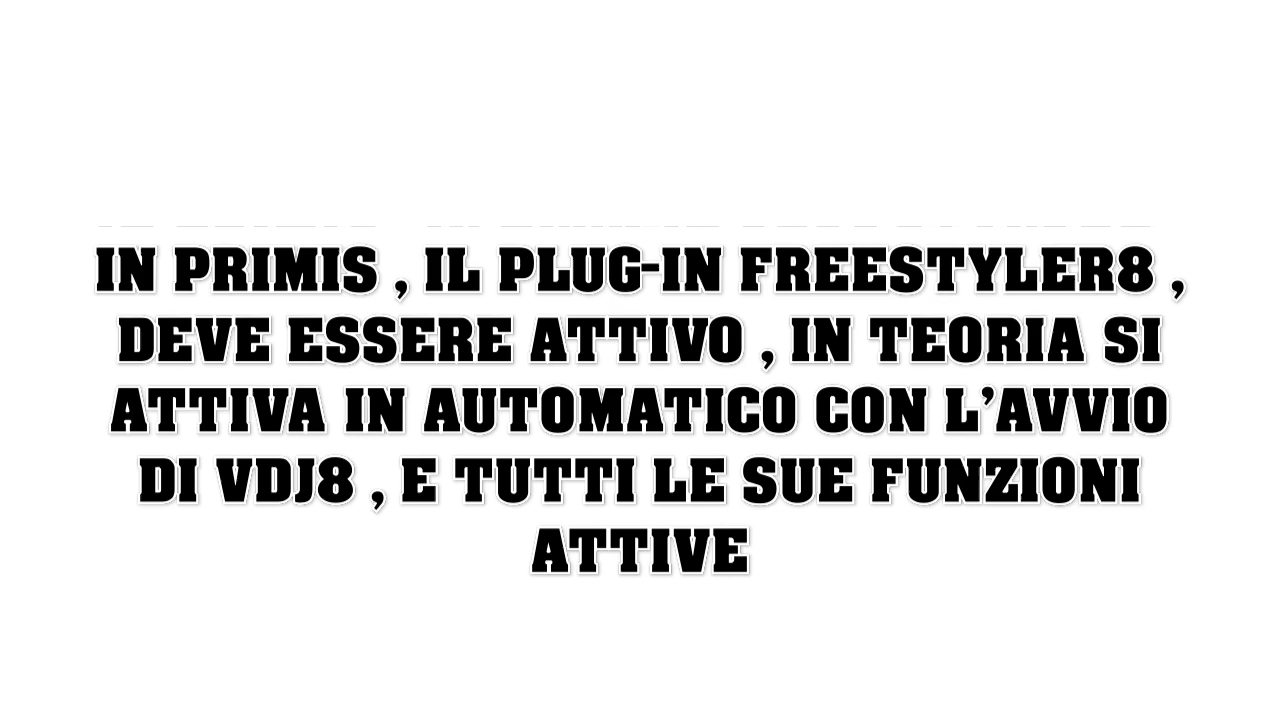 IN PRIMIS , IL PLUG-IN FREESTYLER8 ,
DEVE ESSERE ATTIVO , IN TEORIA SI
ATTIVA IN AUTOMATICO CON L'AVVIO
DI VDJ8 , E TUTTI LE SUE FUNZIONI
ATTIVE